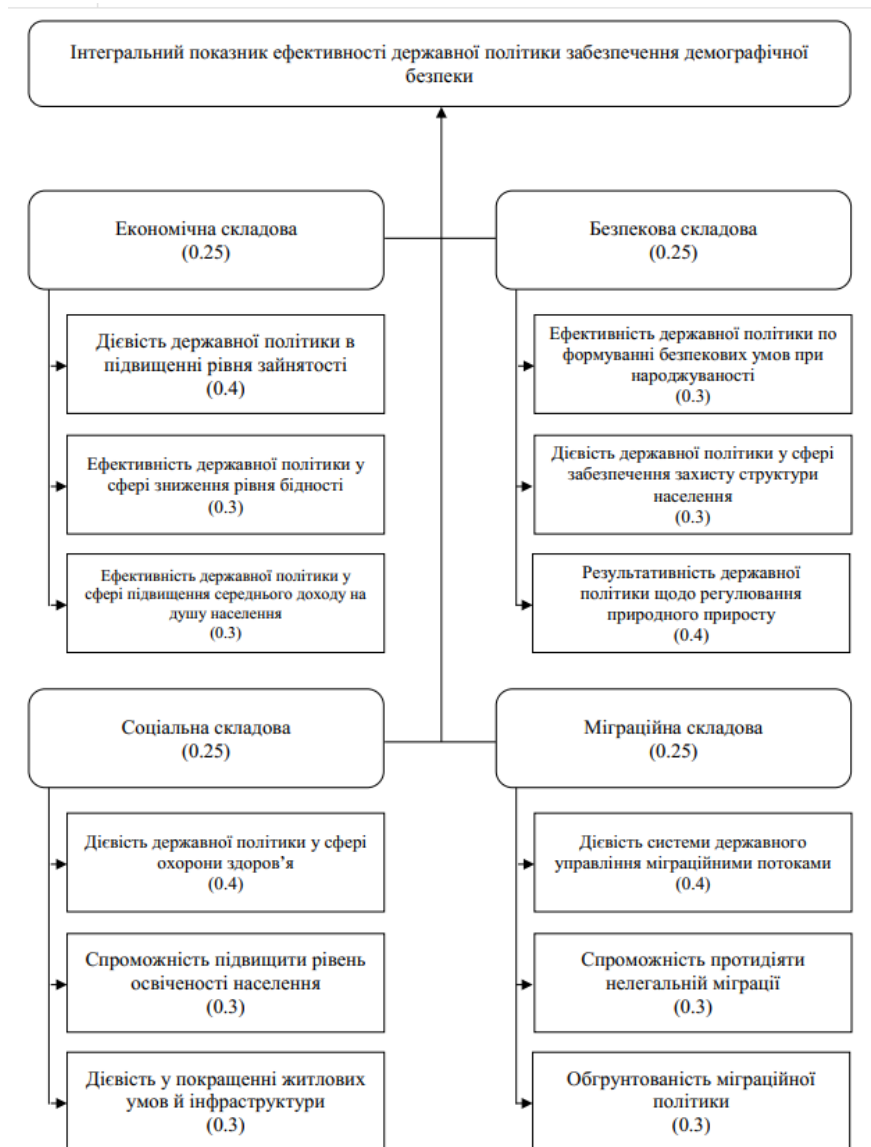 Інтегральний показник ефективності державної політики забезпечення демографічної
безпеки
Економічна складова
(0.25)
Дієвість державної політики в
підвищенні рівня зайнятості
(0.4)
Ефективність державної політики у
сфері зниження рівня бідності
(0.3)
Ефективність державної політики у
сфері підвищення середнього доходу на
душу населення
(0.3)
Безпекова складова
(0.25)
Ефективність державної політики по
формуванні безпекових умов при
народжуваності
(0.3)
Дієвість державної політики у сфері
забезпечення захисту структури
населення
(0.3)
Результативність державної
політики щодо регулювання
природного приросту
(0.4)
Соціальна складова
(0.25)
Дієвість державної політики у сфері
охорони здоров’я
(0.4)
Спроможність підвищити рівень
освіченості населення
(0.3)
Дієвість у покращенні житлових
умов й інфраструктури
(0.3)
Міграційна складова
(0.25)
Дієвість системи державного
управління міграційними потоками
(0.4)
Спроможність протидіяти
нелегальній міграції
(0.3)
Обгрунтованість міграційної
політики
(0.3)